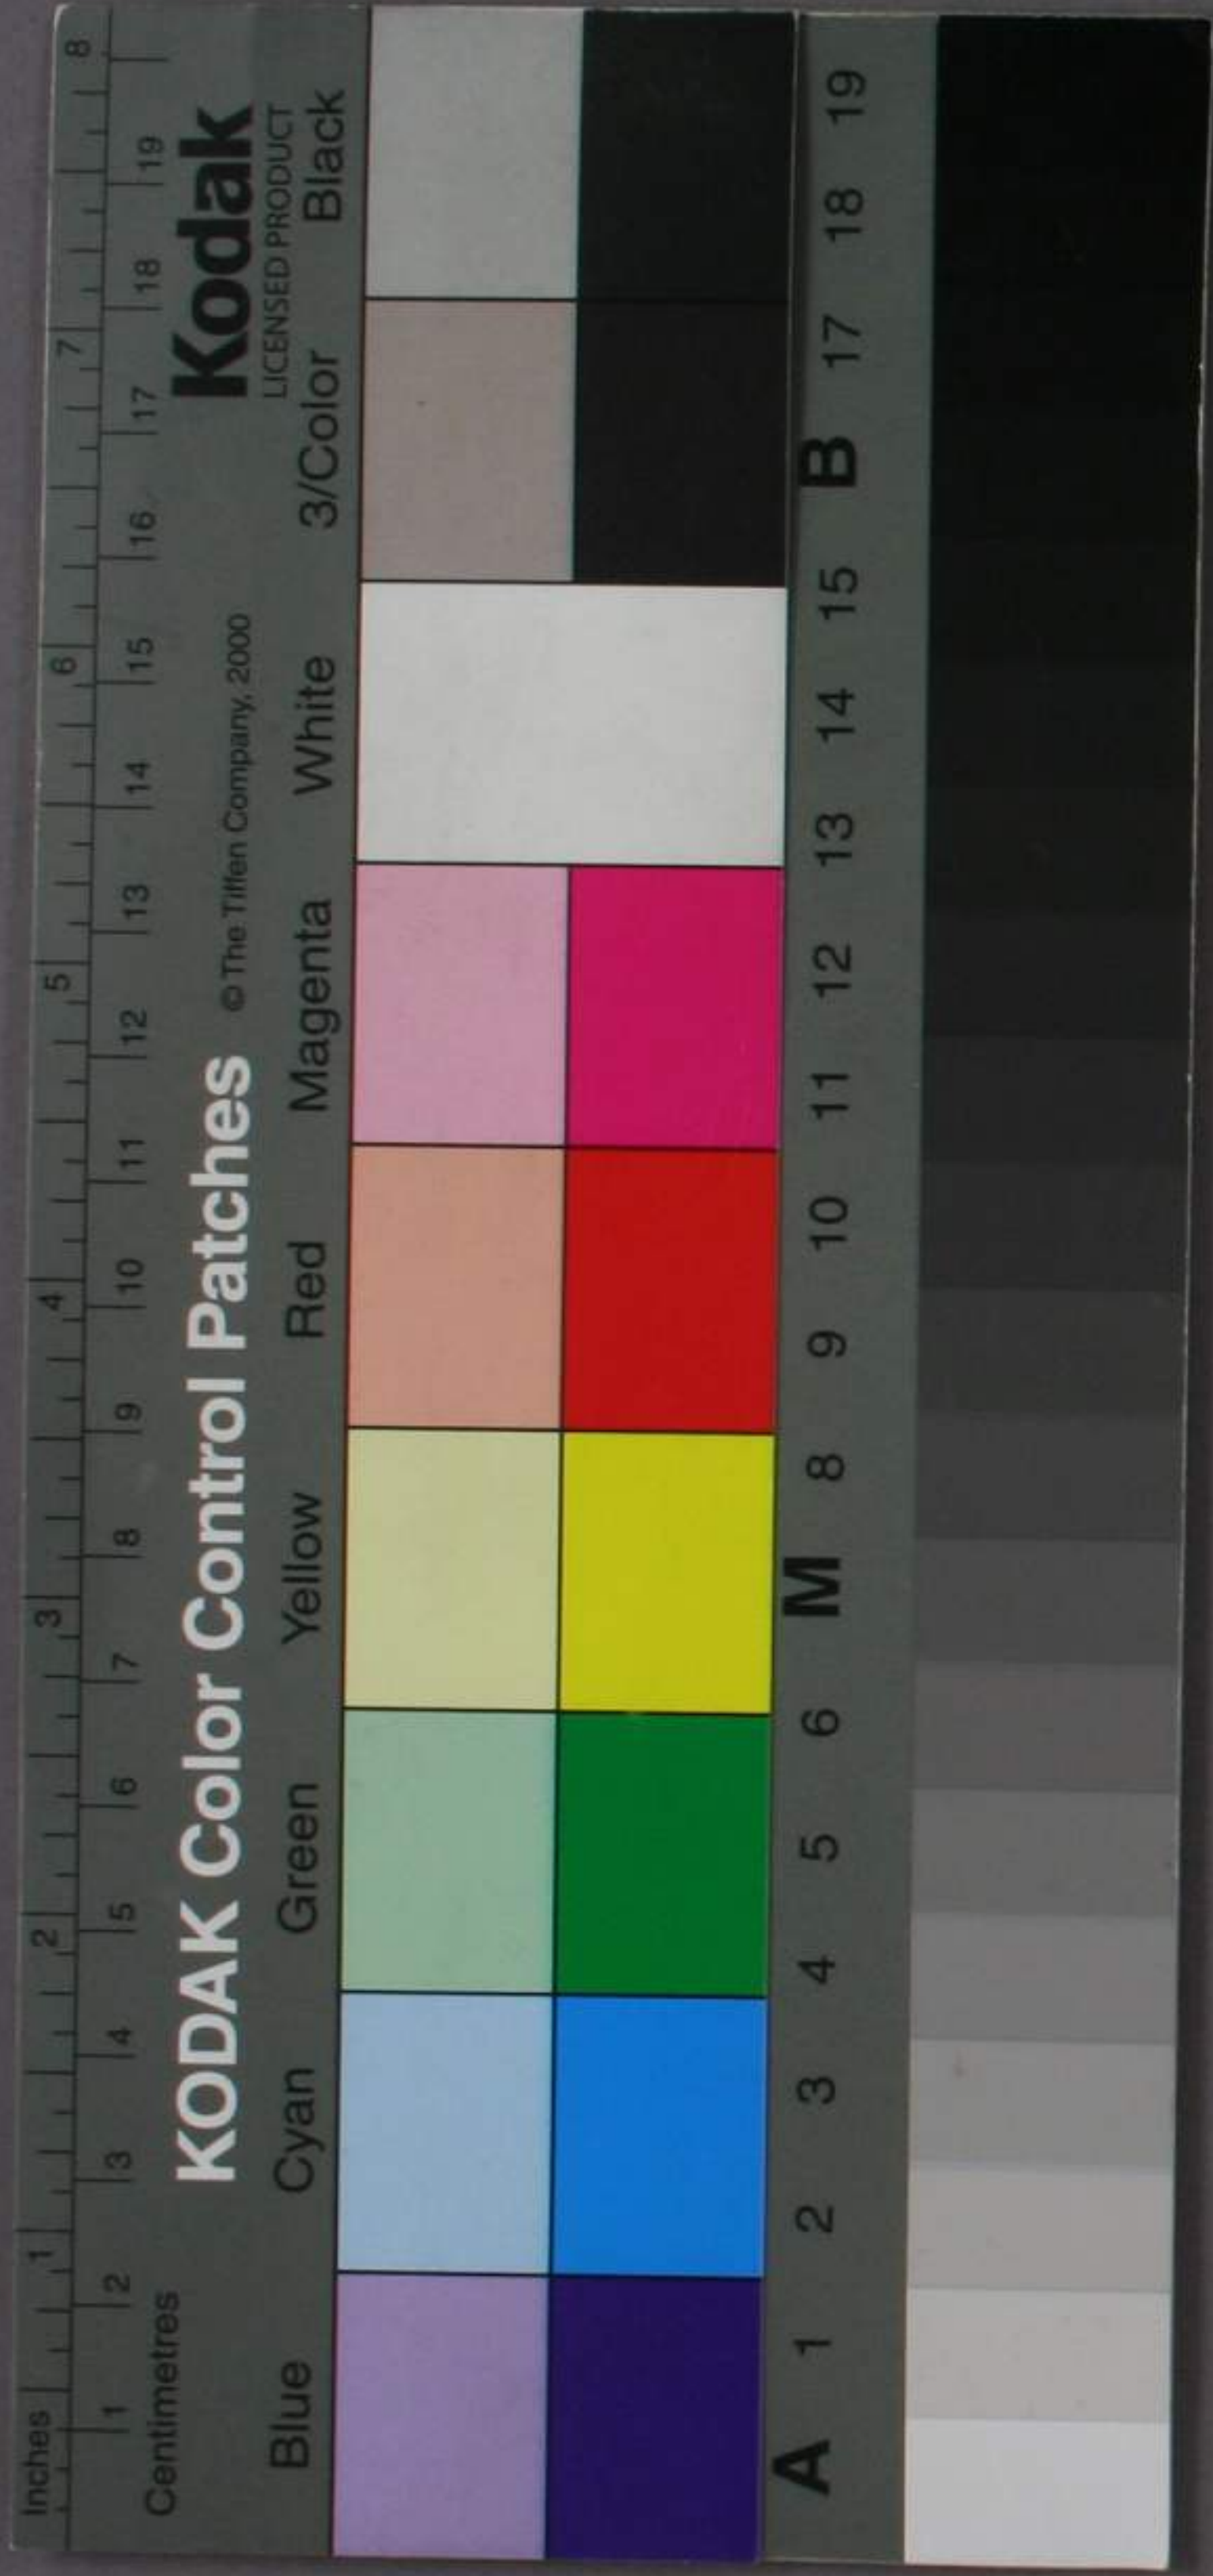 Inches 1 2 3 4 5 6 7 8
Centimetres 1 2 3 4 5 6 7 8 9 10 11 12 13 14 15 16 17 18 19
KODAK Color Control Patches © The Tiffen Company, 2000 Kodak
LICENSED PRODUCT
Blue Cyan Green Yellow Red Magenta White 3/Color Black
A 1 2 3 4 5 6 M 8 9 10 11 12 13 14 15 B 17 18 19